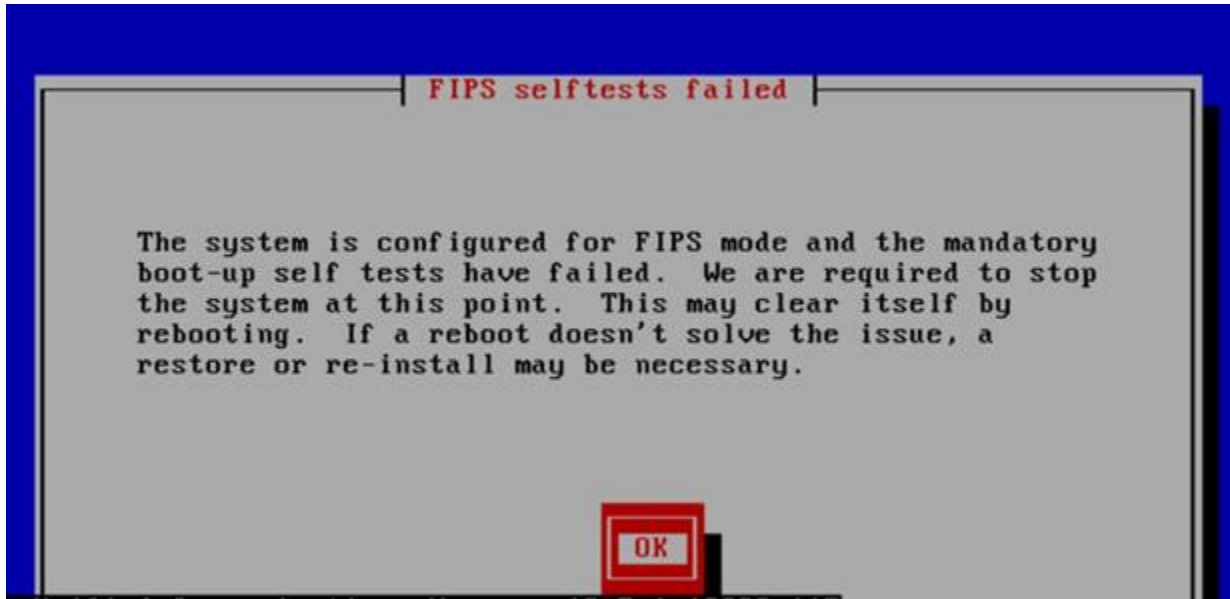 FIPS selftests failed
The system is configured for FIPS mode and the mandatory
boot-up self tests have failed.  We are required to stop
the system at this point.  This may clear itself by
rebooting.  If a reboot doesn't solve the issue, a
restore or re-install may be necessary.
OK